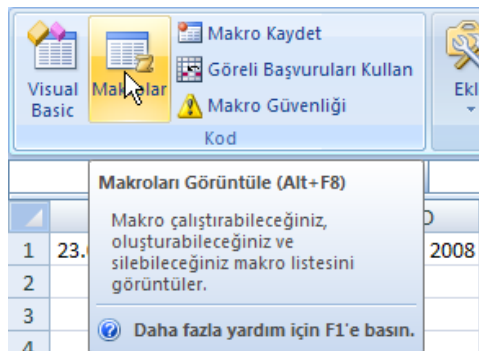 Visual Basic
Makrolar
Makro Kaydet
Göreli Başvuruları Kullan
Makro Güvenliği
Kod
Makroları Görüntüle (Alt+F8)
Makro çalıştırabileceğiniz,
oluşturabileceğiniz ve
silebileceğiniz makro listesini
görüntüler.
Daha fazla yardım için F1'e basın.
1 2008
2
3
4